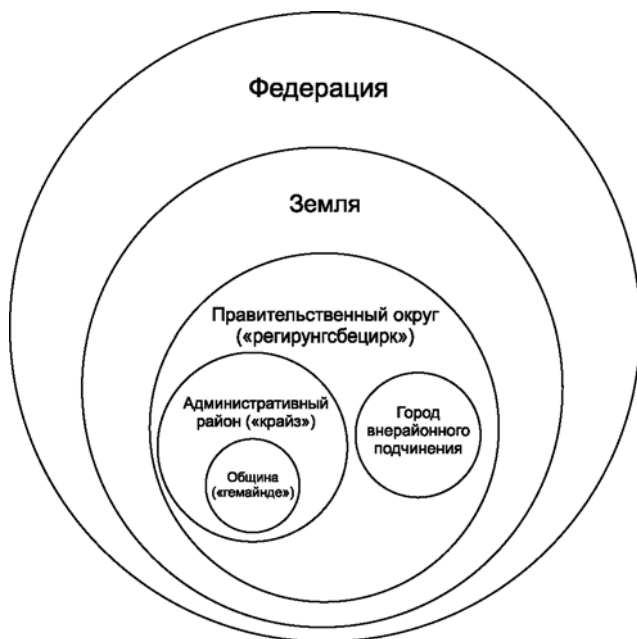 Федерация
Земля
Правительственный округ
(«регирунгсбецирк»)
Административный
район («крайз»)
Община
(«гемайнде»)
Город
внерайонного
подчинения